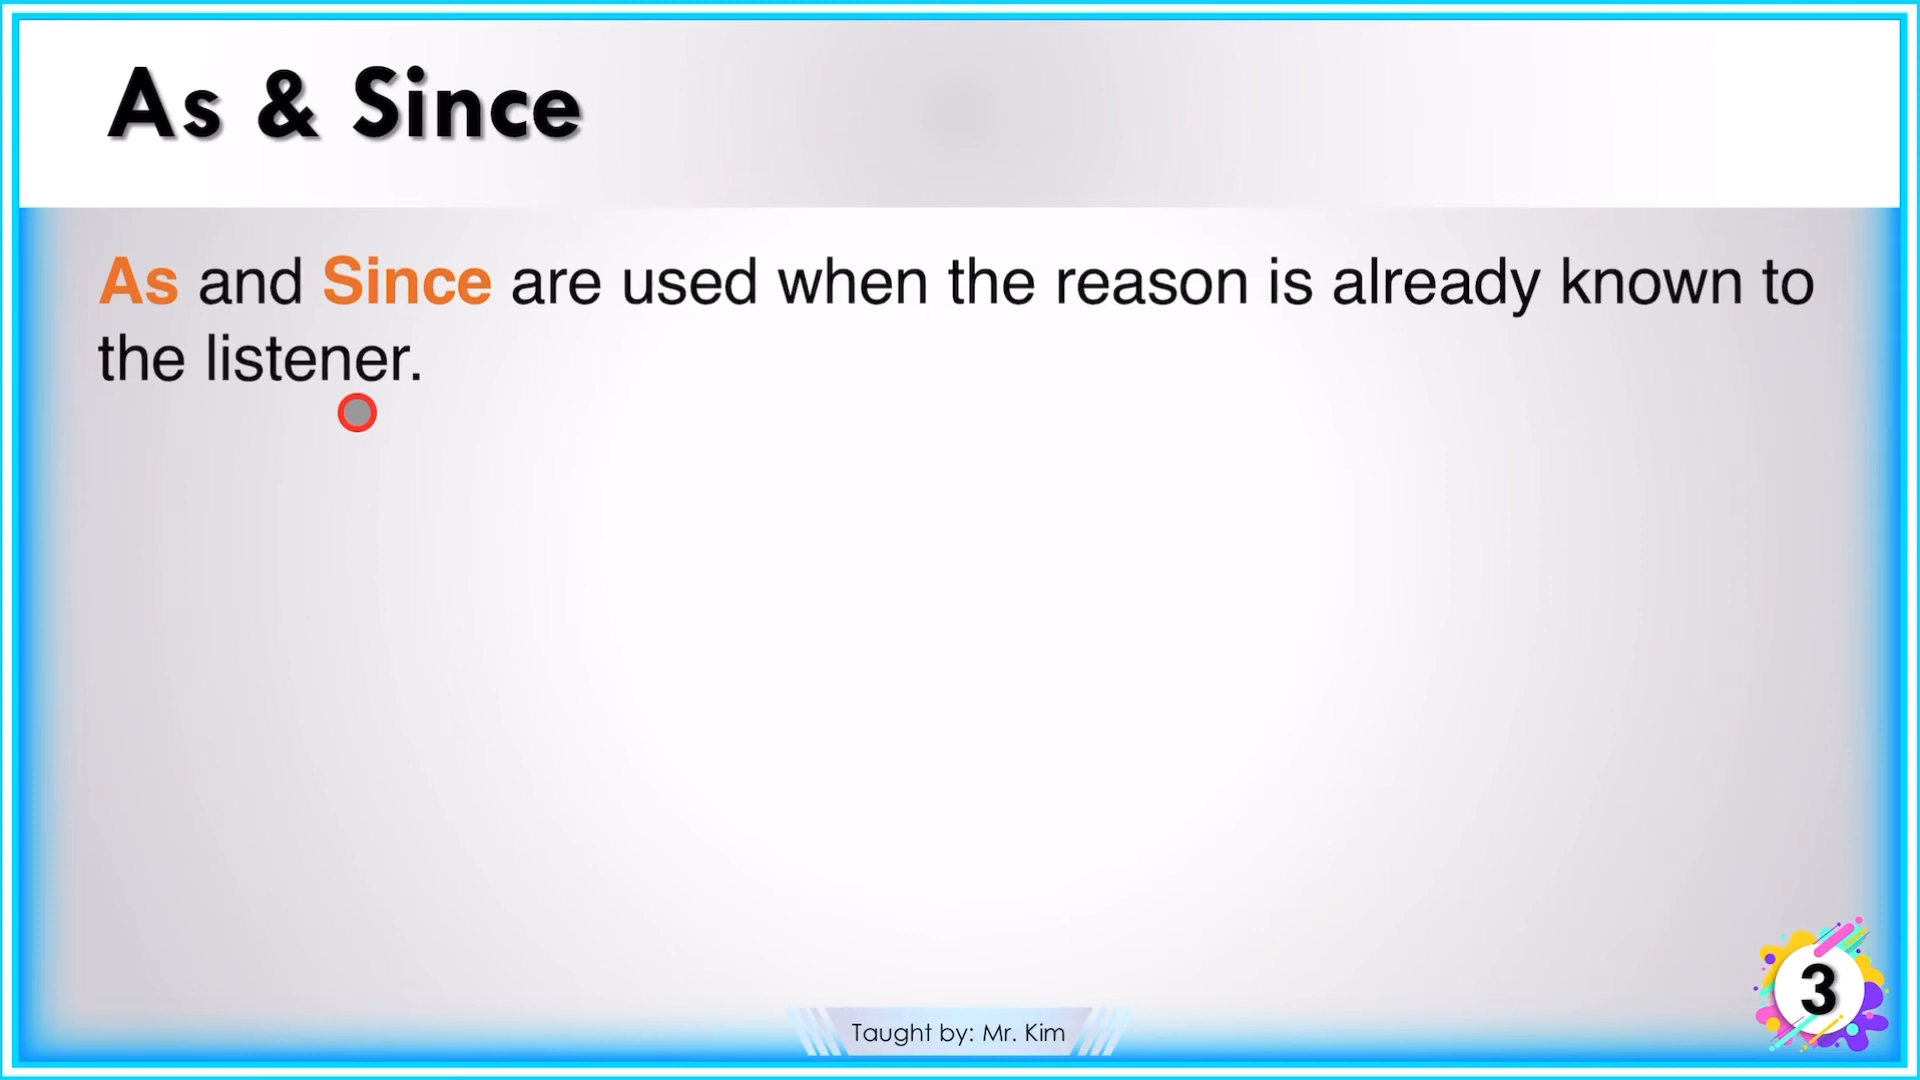 As & Since
As and Since are used when the reason is already known to
the listener.
Taught by: Mr. Kim
3